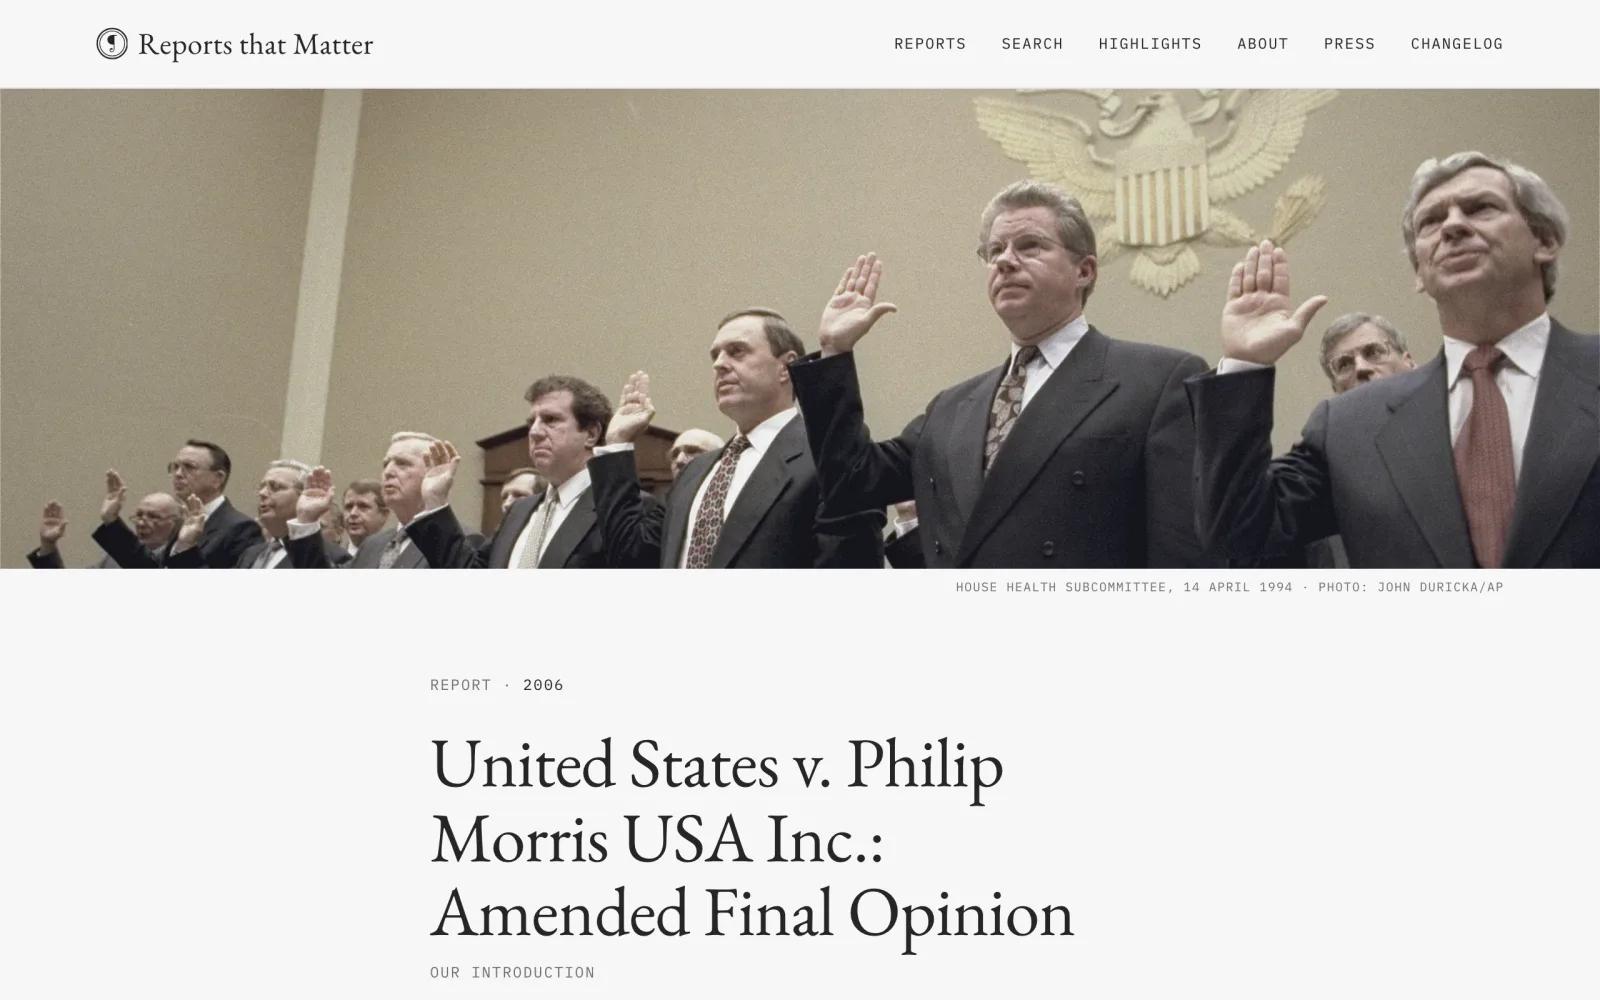 Reports that Matter
REPORTS SEARCH HIGHLIGHTS ABOUT PRESS CHANGELOG
HOUSE HEALTH SUBCOMMITTEE, 14 APRIL 1994 · PHOTO: JOHN DURICKA/AP
REPORT · 2006
United States v. Philip
Morris USA Inc.:
Amended Final Opinion
OUR INTRODUCTION